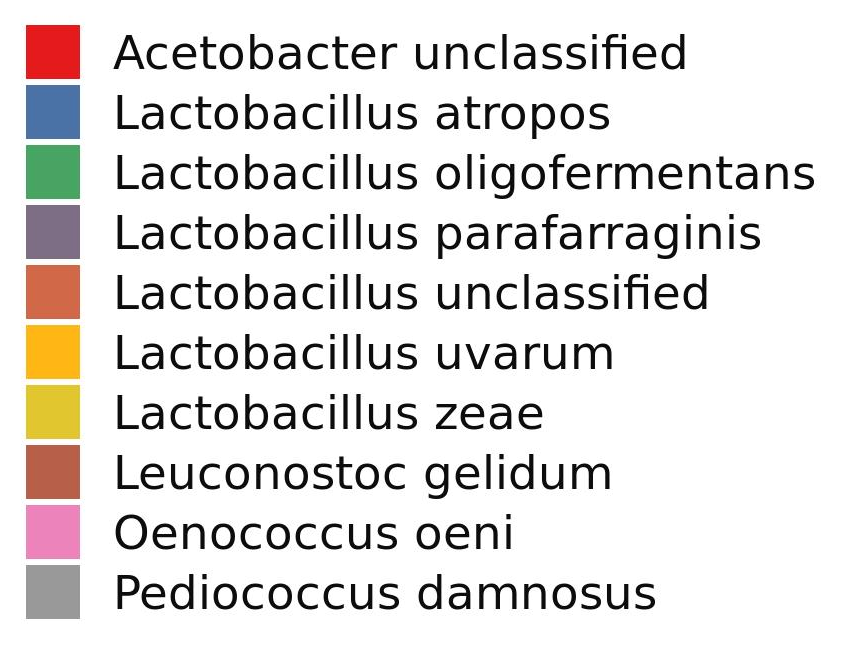 Acetobacter unclassified
Lactobacillus atropos
Lactobacillus oligofermentans
Lactobacillus parafarraginis
Lactobacillus unclassified
Lactobacillus uvarum
Lactobacillus zeae
Leuconostoc gelidum
Oenococcus oeni
Pediococcus damnosus